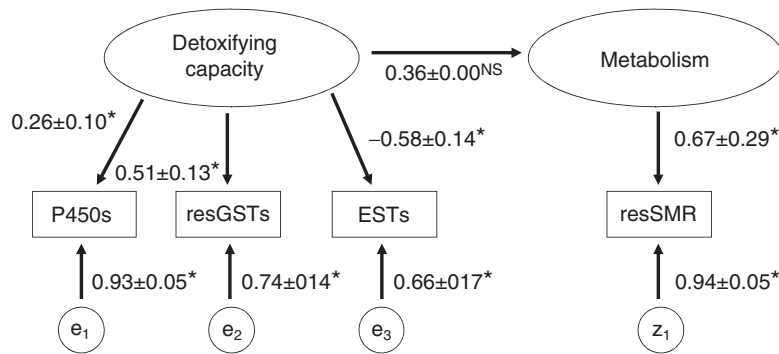 Detoxifying
capacity
0.36±0.00NS
Metabolism
0.26±0.10*
0.51±0.13*
–0.58±0.14*
0.67±0.29*
P450s
resGSTs
ESTs
resSMR
0.93±0.05*
0.74±014*
0.66±017*
0.94±0.05*
e1
e2
e3
z1